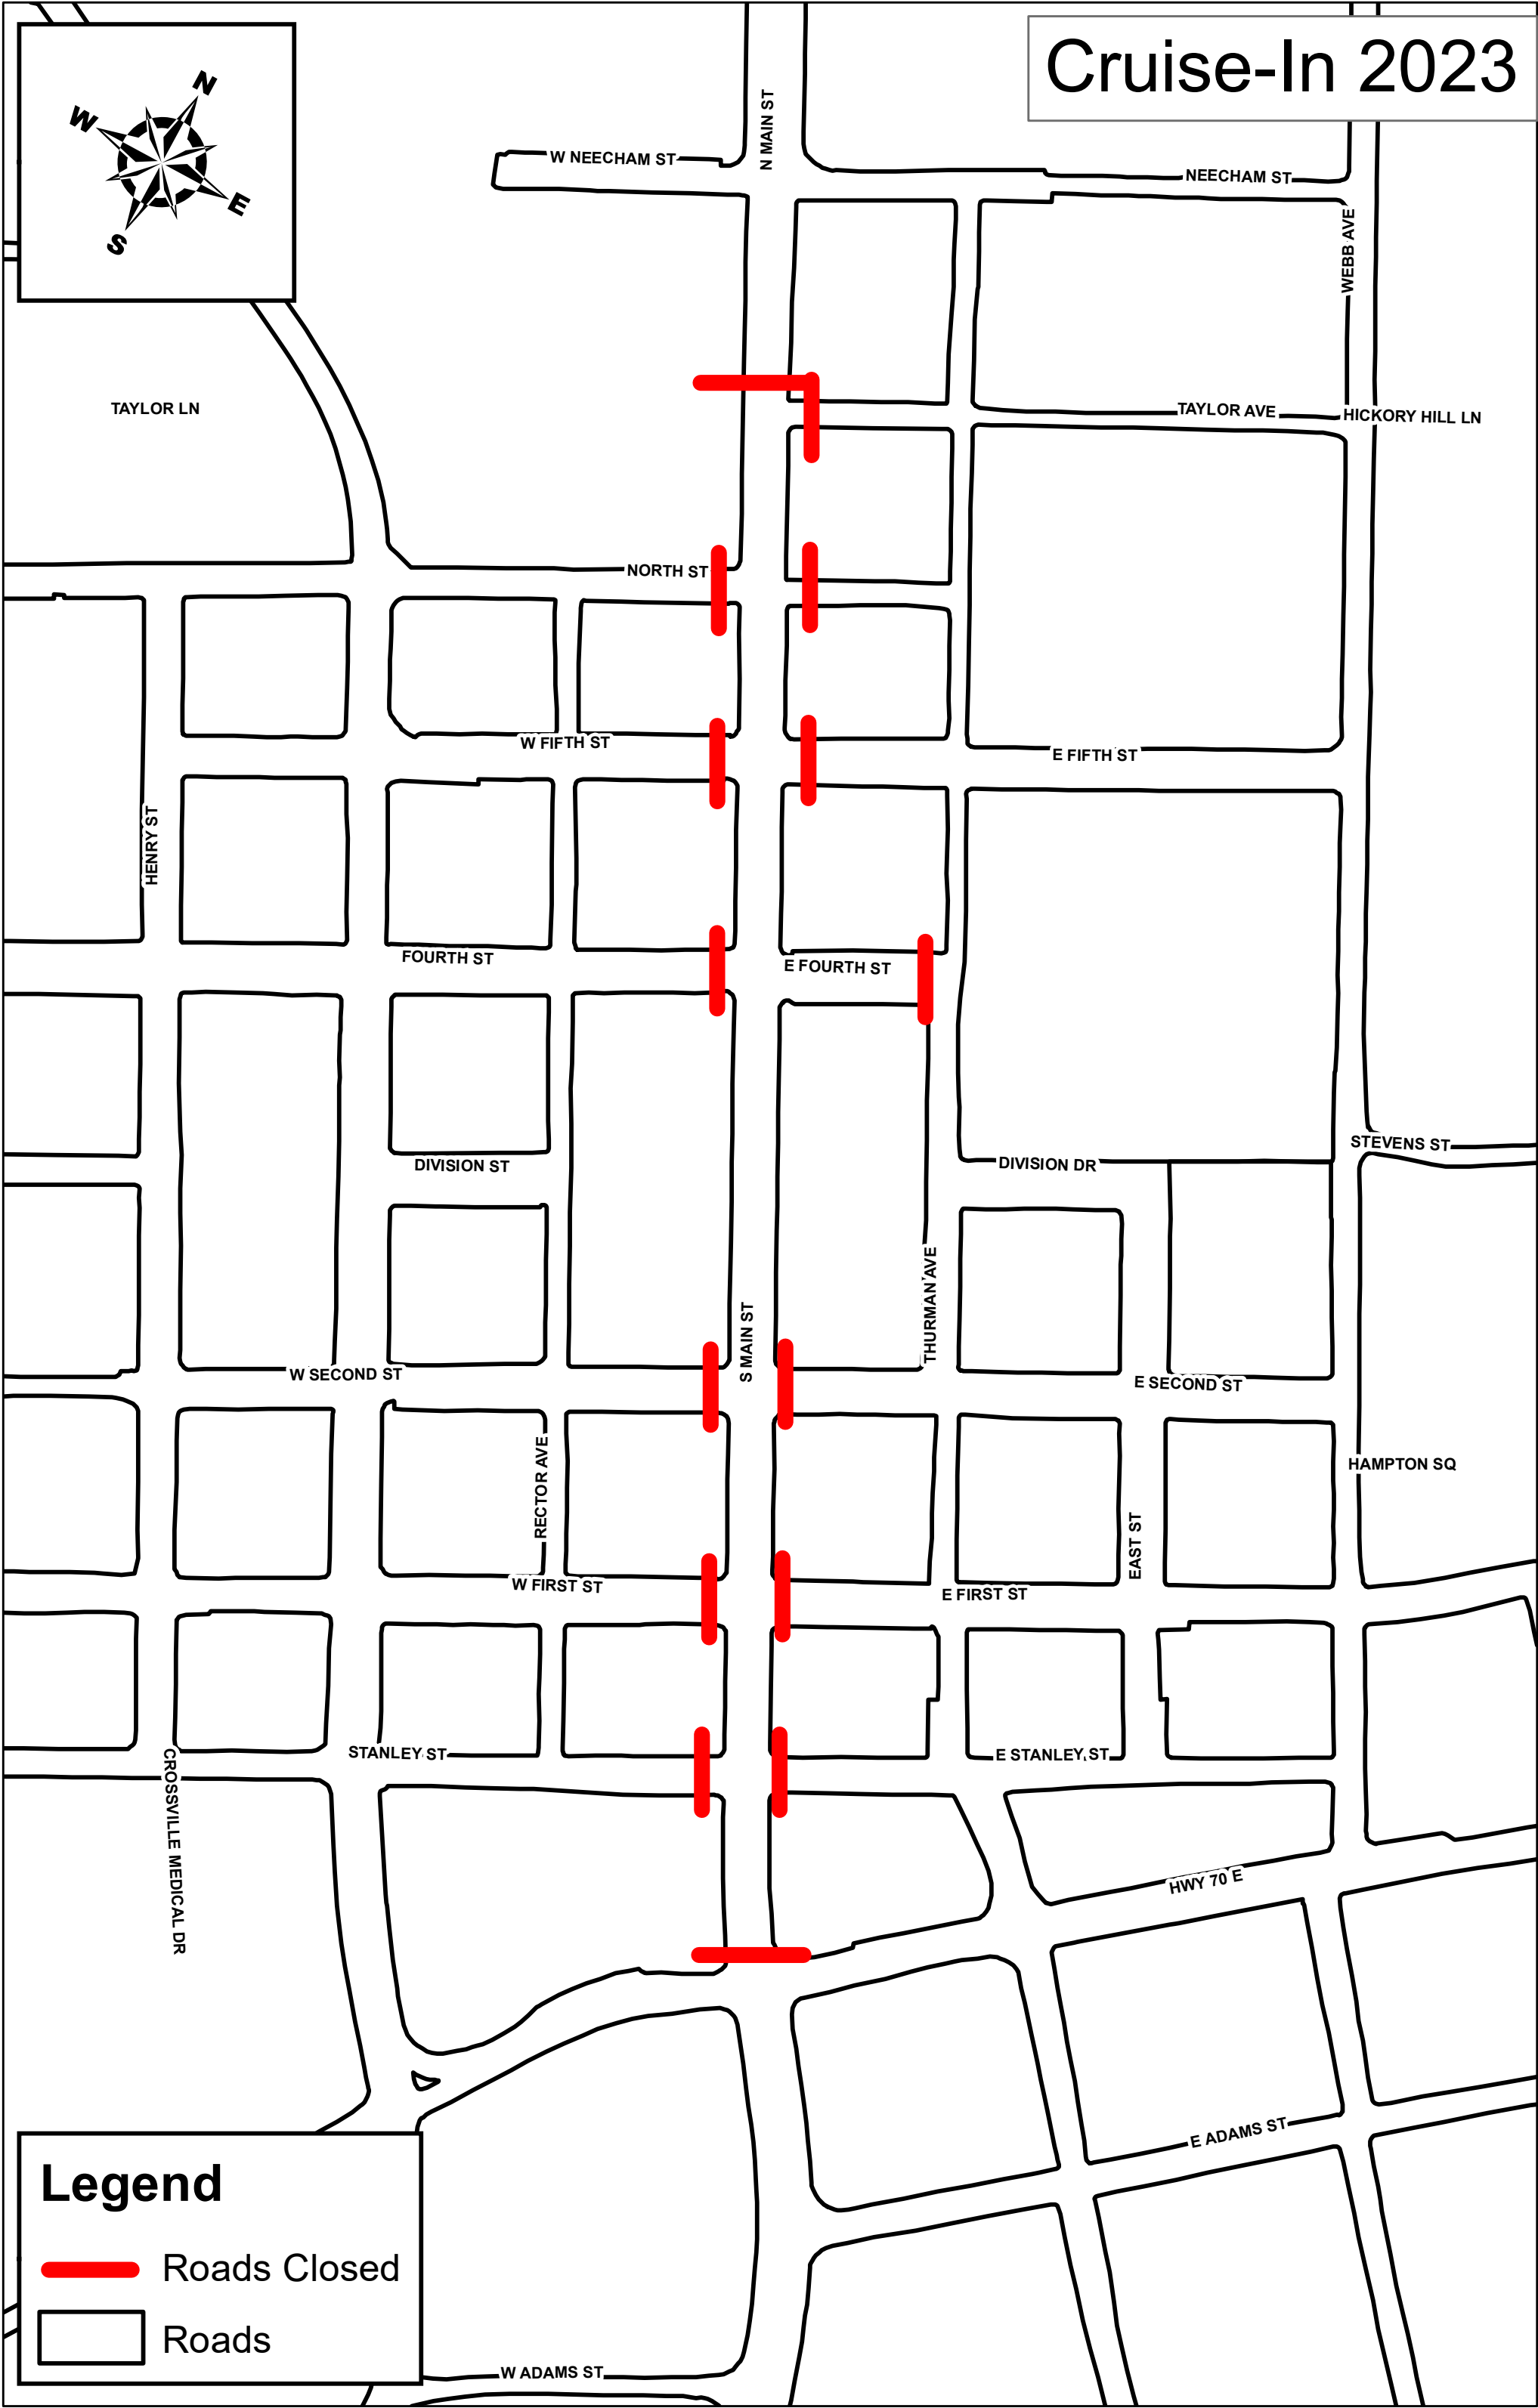 Cruise-In 2023
N
W
E
S
N MAIN ST
W NEECHAM ST
NEECHAM ST
WEBB AVE
TAYLOR LN
TAYLOR AVE
HICKORY HILL LN
NORTH ST
W FIFTH ST
E FIFTH ST
HENRY ST
FOURTH ST
E FOURTH ST
DIVISION ST
DIVISION DR
STEVENS ST
THURMAN AVE
S MAIN ST
W SECOND ST
E SECOND ST
RECTOR AVE
HAMPTON SQ
EAST ST
W FIRST ST
E FIRST ST
STANLEY ST
E STANLEY ST
CROSSVILLE MEDICAL DR
HWY 70 E
E ADAMS ST
Legend
Roads Closed
Roads
W ADAMS ST